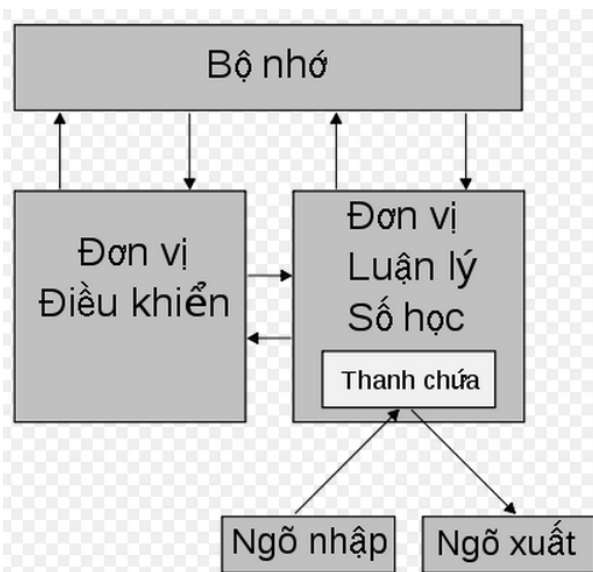 Bộ nhớ
Đơn vị
Điều khiển
Đơn vị
Luận lý
Số học
Thanh chứa
Ngõ nhập
Ngõ xuất